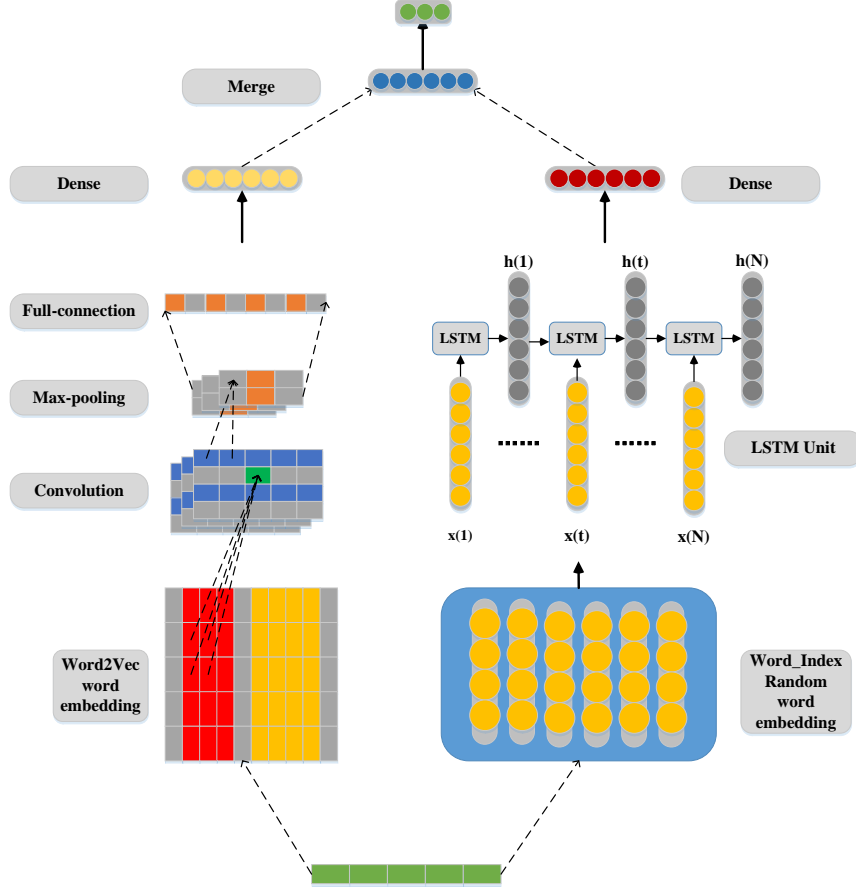 Merge
Dense
Dense
h(1)
h(t)
h(N)
Full-connection
LSTM
LSTM
LSTM
Max-pooling
LSTM Unit
Convolution
x(1)
x(t)
x(N)
Word2Vec
word
embedding
Word_Index
Random
word
embedding